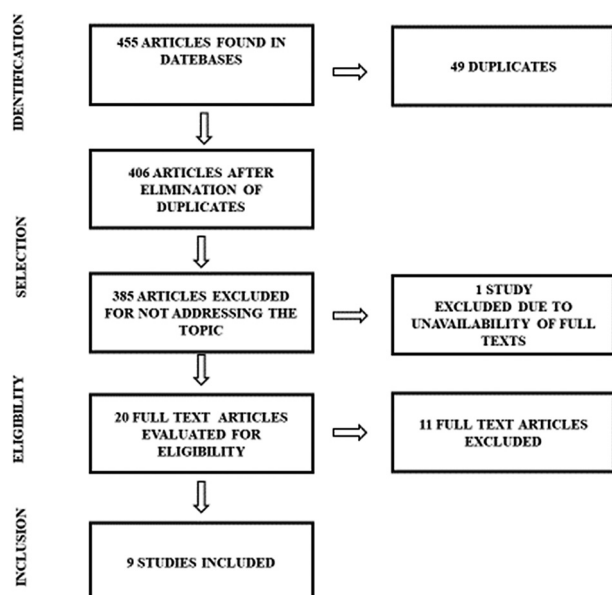 IDENTIFICATION
455 ARTICLES FOUND IN
DATEBASES
49 DUPLICATES
406 ARTICLES AFTER
ELIMINATION OF
DUPLICATES
SELECTION
385 ARTICLES EXCLUDED
FOR NOT ADDRESSING THE
TOPIC
1 STUDY
EXCLUDED DUE TO
UNAVAILABILITY OF FULL
TEXTS
ELIGIBILITY
20 FULL TEXT ARTICLES
EVALUATED FOR
ELIGIBILITY
11 FULL TEXT ARTICLES
EXCLUDED
INCLUSION
9 STUDIES INCLUDED